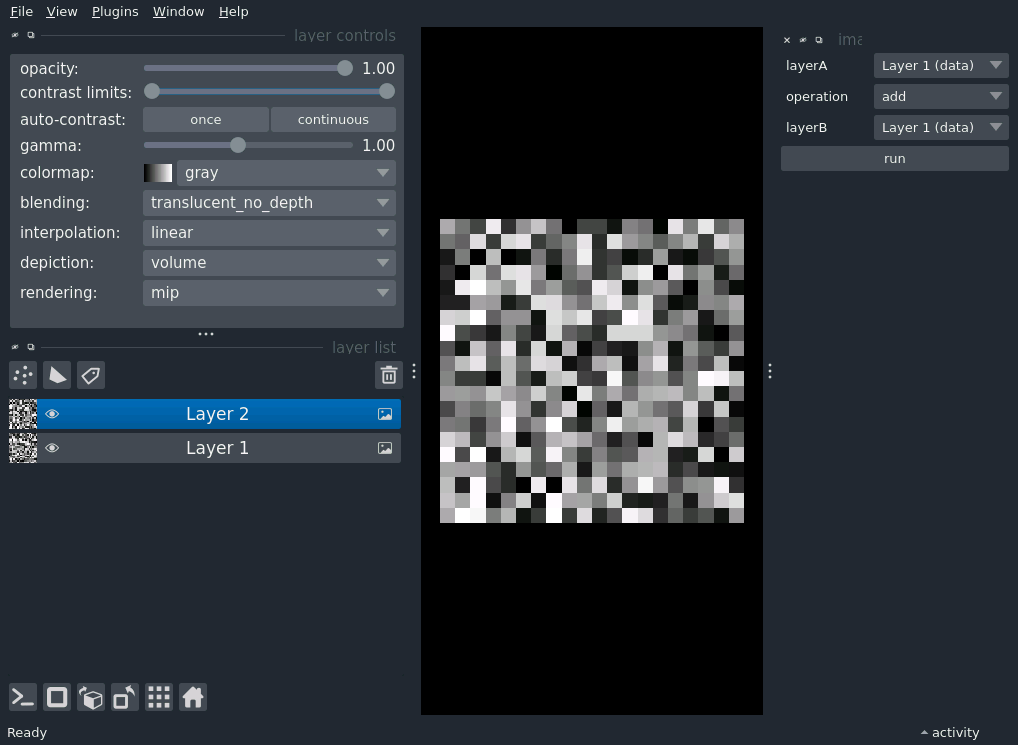 File View Plugins Window Help
layer controls
opacity: 1.00
contrast limits:
auto-contrast: once continuous
gamma: 1.00
colormap: gray
blending: translucent_no_depth
interpolation: linear
depiction: volume
rendering: mip
layer list
Layer 2
Layer 1
Ready
ima
layerA Layer 1 (data)
operation add
layerB Layer 1 (data)
run
activity